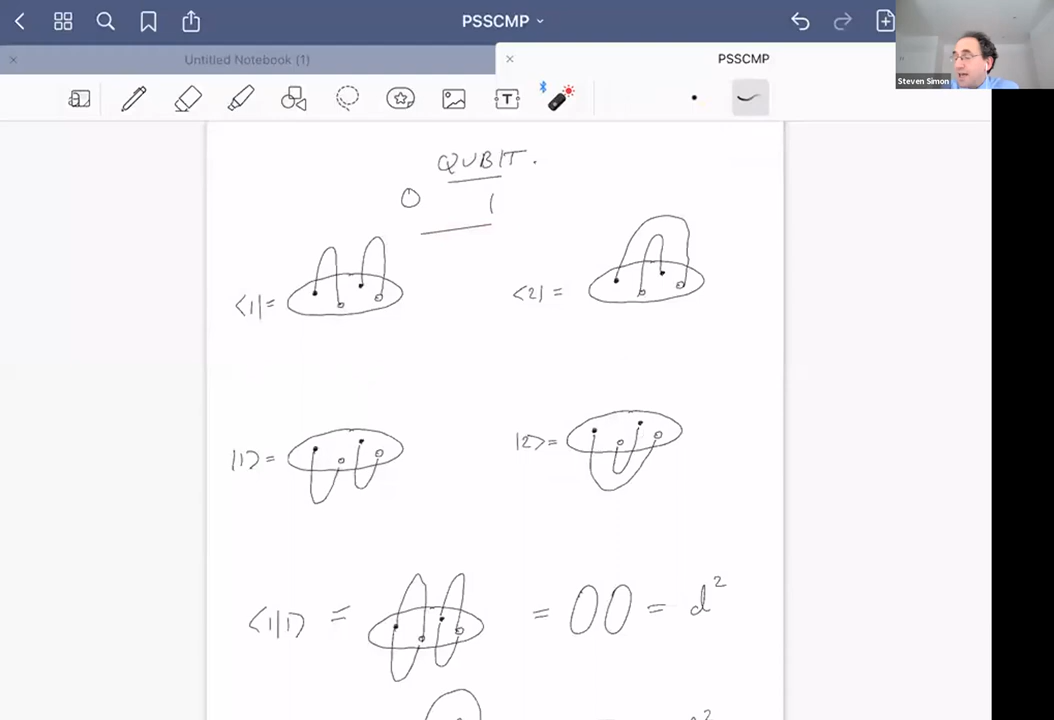 PSSCMP
Untitled Notebook (1)
PSSCMP
Steven Simon
T
QUBIT.
0 1
<1| =
<2| =
|1> =
|2> =
<1|1> = = OO = d²